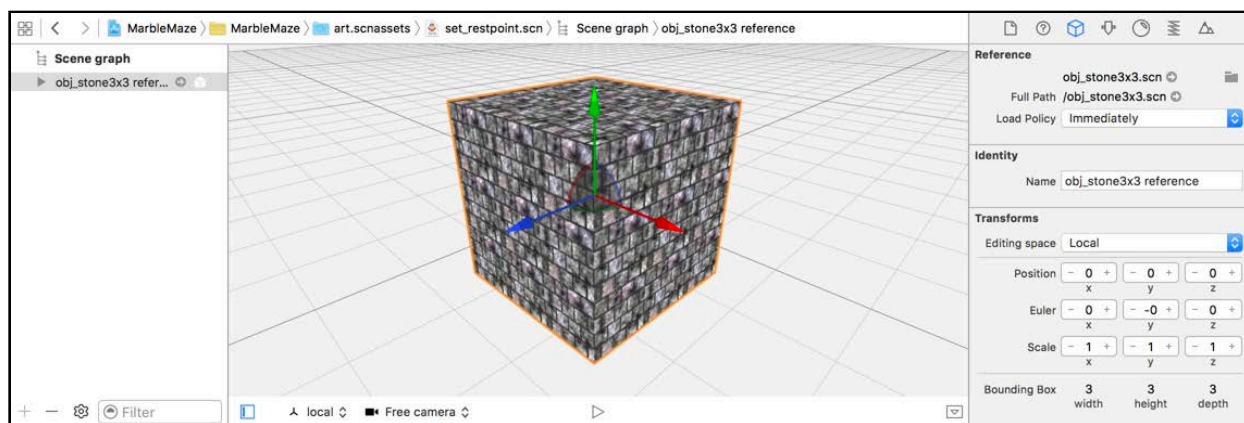 MarbleMaze MarbleMaze art.scnassets set_restpoint.scn Scene graph obj_stone3x3 reference
Scene graph
obj_stone3x3 refer...
Filter
local Free camera
Reference
obj_stone3x3.scn
Full Path /obj_stone3x3.scn
Load Policy Immediately
Identity
Name obj_stone3x3 reference
Transforms
Editing space Local
Position − 0 + − 0 + − 0 +
x y z
Euler − 0 + − -0 + − 0 +
x y z
Scale − 1 + − 1 + − 1 +
x y z
Bounding Box 3 3 3
width height depth